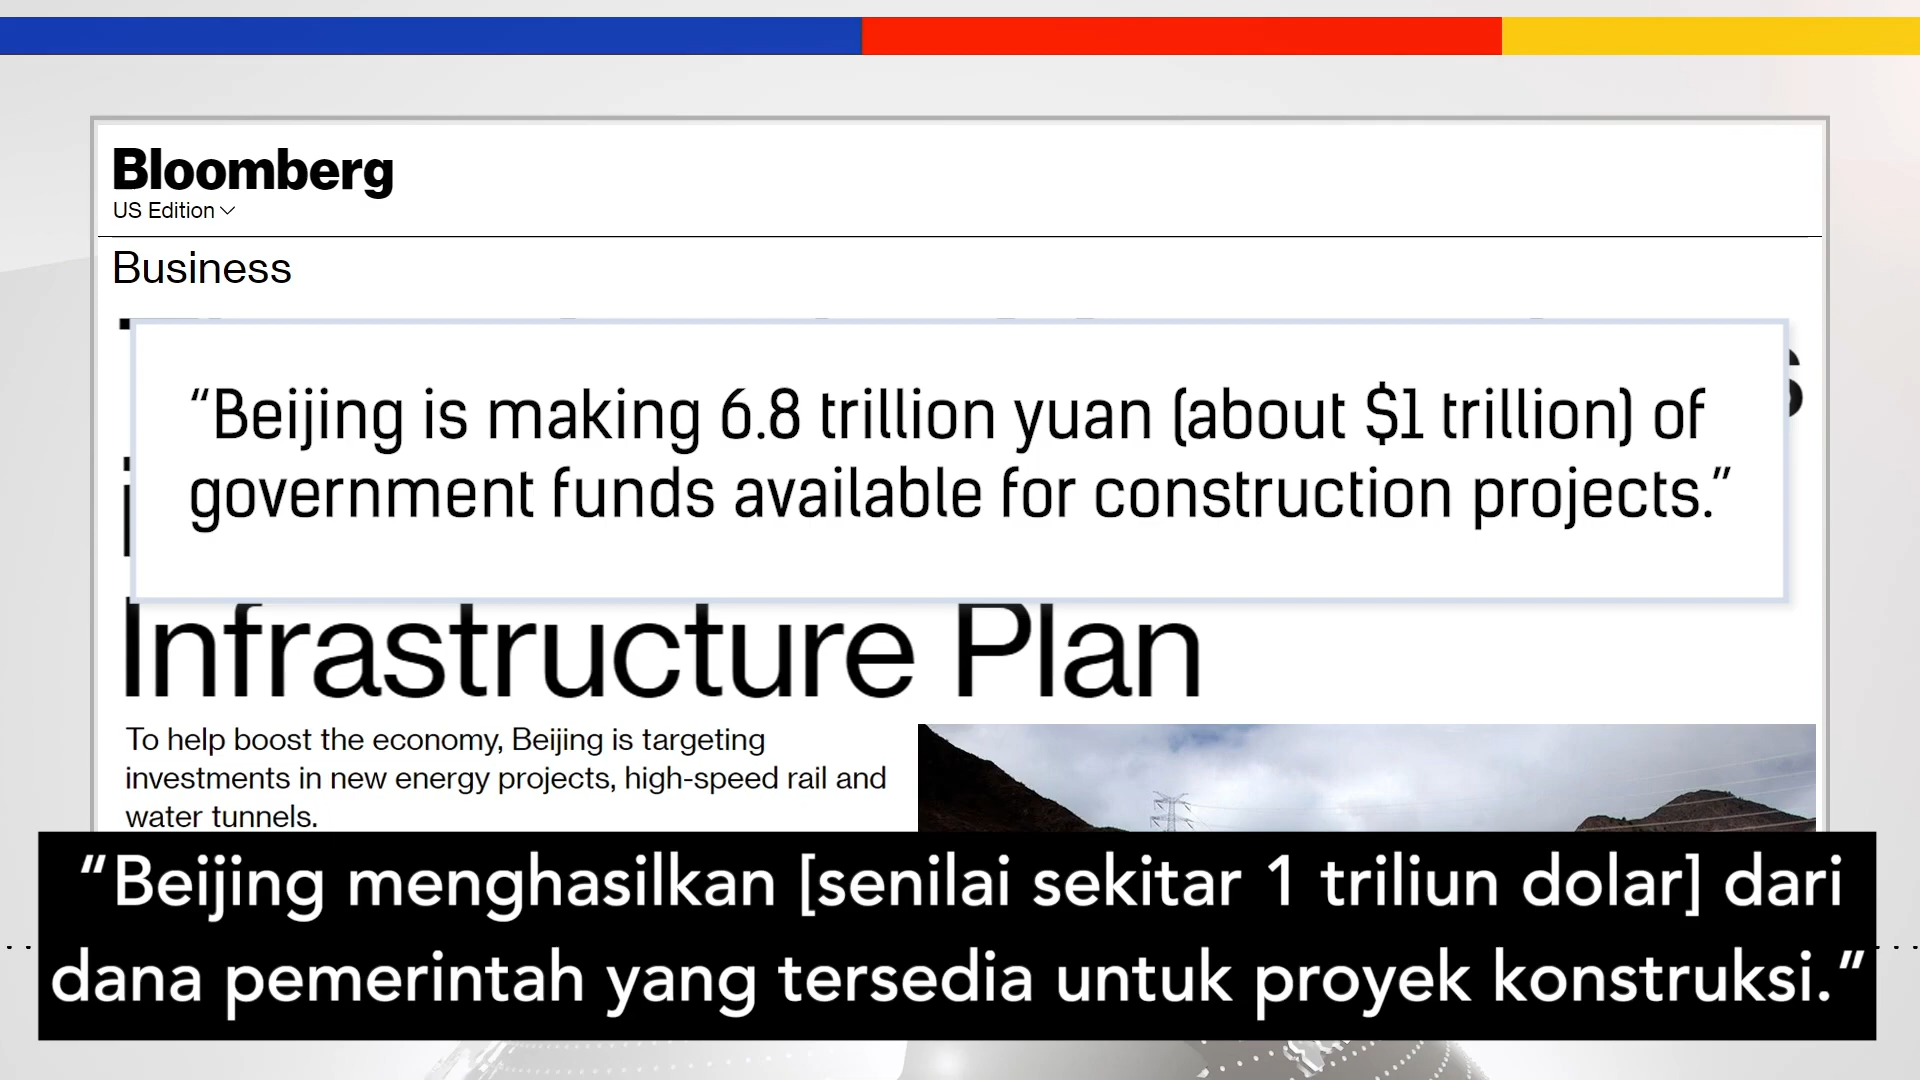 Bloomberg
US Edition
Business
“Beijing is making 6.8 trillion yuan (about $1 trillion) of
government funds available for construction projects.”
Infrastructure Plan
To help boost the economy, Beijing is targeting
investments in new energy projects, high-speed rail and
water tunnels.
“Beijing menghasilkan [senilai sekitar 1 triliun dolar] dari
dana pemerintah yang tersedia untuk proyek konstruksi.”